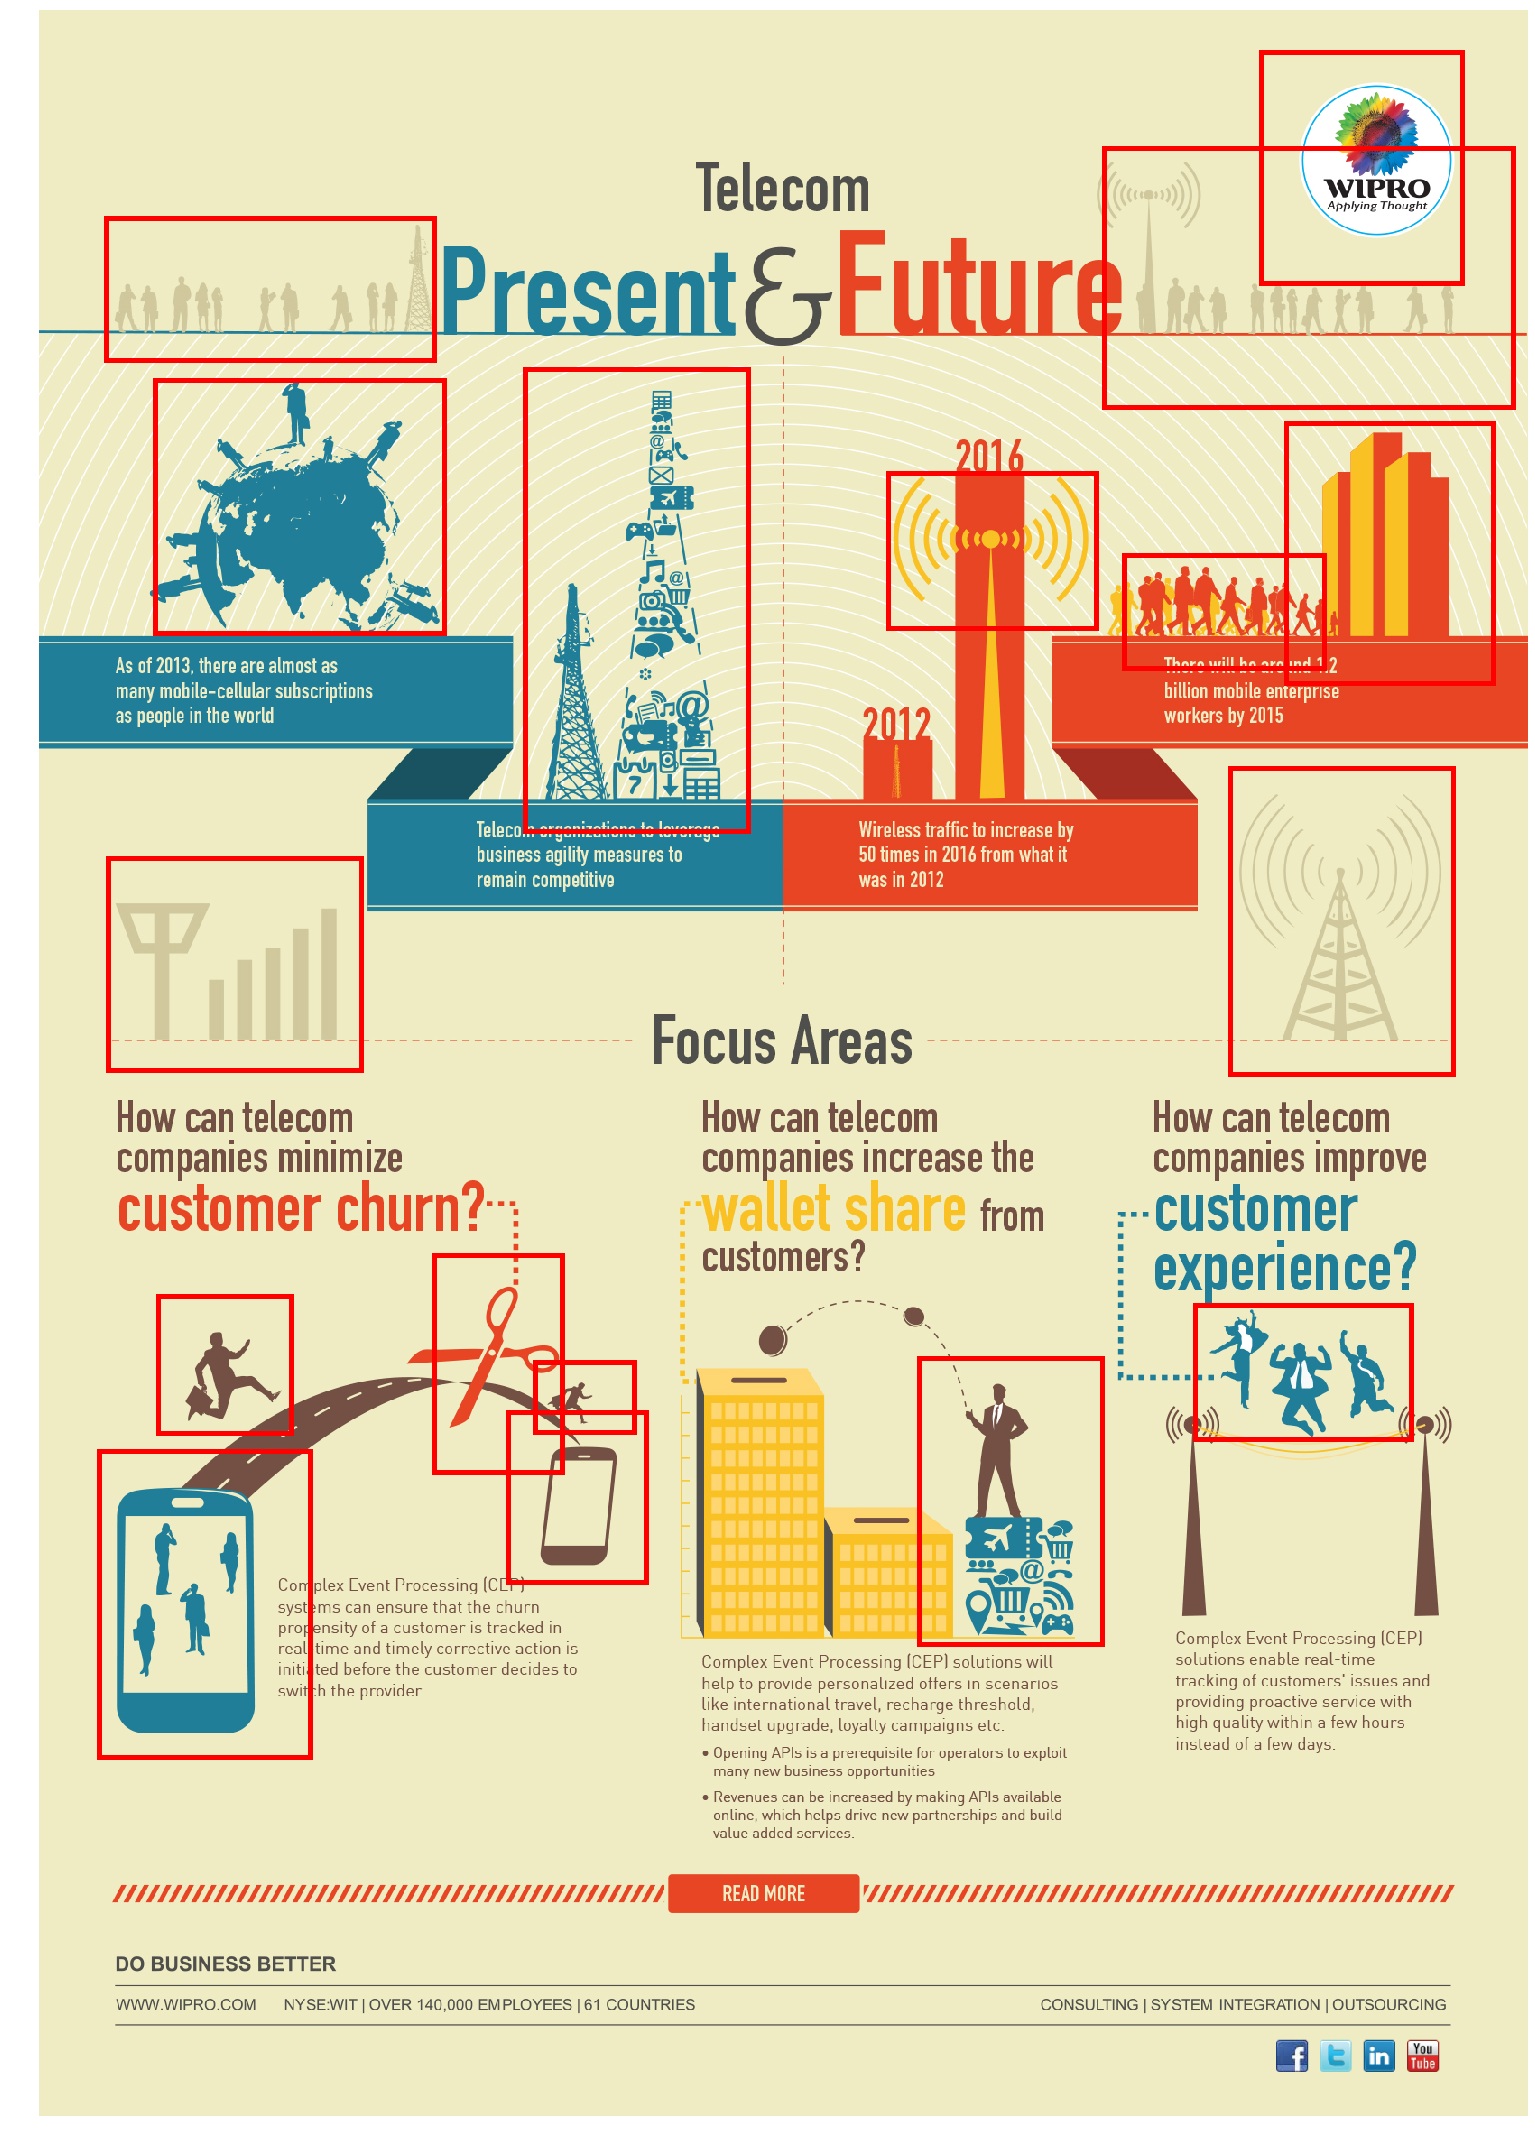 WIPRO
Applying Thought
Telecom
Present & Future
2016
2012
As of 2013, there are almost as
many mobile-cellular subscriptions
as people in the world
There will be around 1.2
billion mobile enterprise
workers by 2015
Telecom organizations to leverage
business agility measures to
remain competitive
Wireless traffic to increase by
50 times in 2016 from what it
was in 2012
Focus Areas
How can telecom
companies minimize
customer churn?
Complex Event Processing (CEP)
systems can ensure that the churn
propensity of a customer is tracked in
real time and timely corrective action is
initiated before the customer decides to
switch the provider
How can telecom
companies increase the
wallet share from
customers?
Complex Event Processing (CEP) solutions will
help to provide personalized offers in scenarios
like international travel, recharge threshold,
handset upgrade, loyalty campaigns etc.
• Opening APIs is a prerequisite for operators to exploit
many new business opportunities
• Revenues can be increased by making APIs available
online, which helps drive new partnerships and build
value added services.
How can telecom
companies improve
customer
experience?
Complex Event Processing (CEP)
solutions enable real-time
tracking of customers' issues and
providing proactive service with
high quality within a few hours
instead of a few days.
READ MORE
DO BUSINESS BETTER
WWW.WIPRO.COM NYSE:WIT | OVER 140,000 EMPLOYEES | 61 COUNTRIES
CONSULTING | SYSTEM INTEGRATION | OUTSOURCING
f t in You Tube